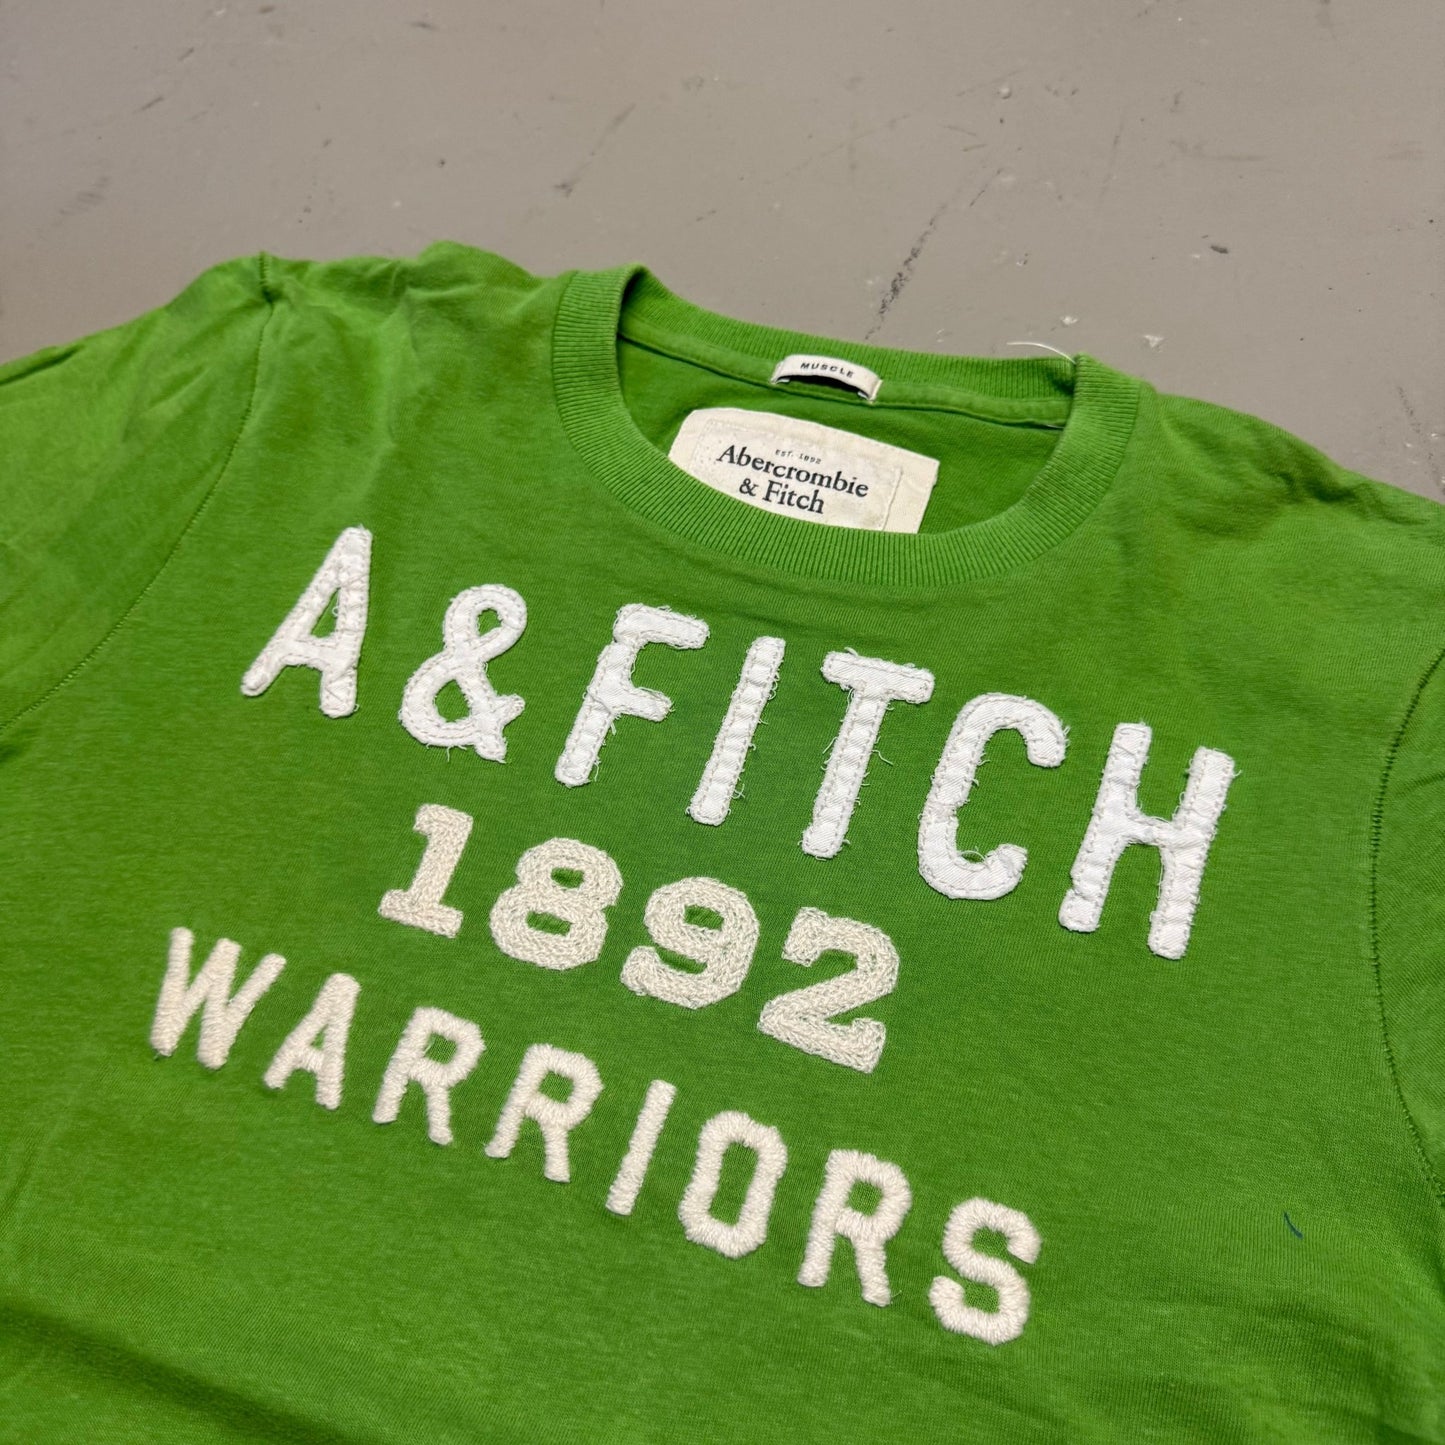 MUSCLE
EST. 1892
Abercrombie
& Fitch
A&FITCH
1892
WARRIORS